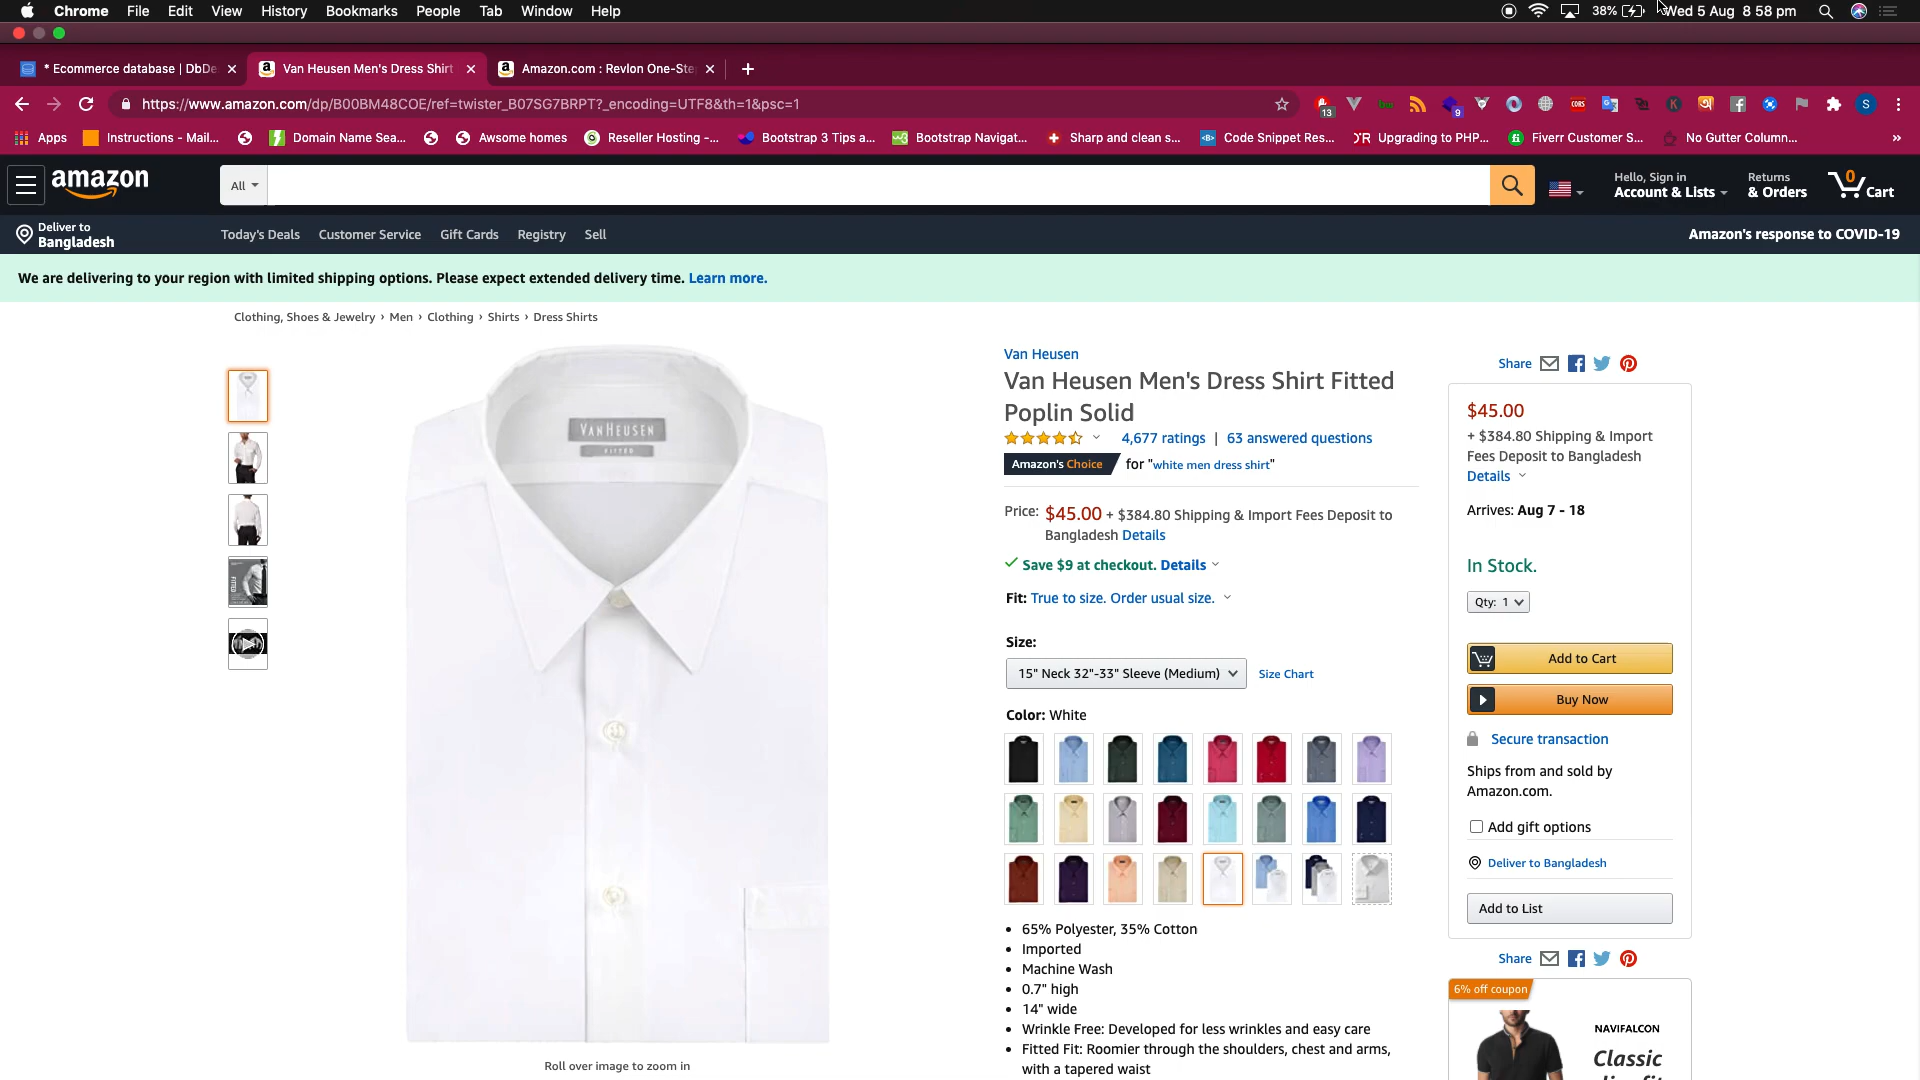 Chrome File Edit View History Bookmarks People Tab Window Help
38% Wed 5 Aug 8 58 pm
* Ecommerce database | DbDe
Van Heusen Men's Dress Shirt
Amazon.com : Revlon One-Ste
https://www.amazon.com/dp/B00BM48COE/ref=twister_B07SG7BRPT?_encoding=UTF8&th=1&psc=1
13
9
CORS
S
Apps
Instructions - Mail...
Domain Name Sea...
Awsome homes
Reseller Hosting -...
Bootstrap 3 Tips a...
Bootstrap Navigat...
Sharp and clean s...
Code Snippet Res...
Upgrading to PHP...
Fiverr Customer S...
No Gutter Column...
»
amazon
All
Hello, Sign in
Account & Lists
Returns
& Orders
0
Cart
Deliver to
Bangladesh
Today's Deals Customer Service Gift Cards Registry Sell
Amazon's response to COVID-19
We are delivering to your region with limited shipping options. Please expect extended delivery time. Learn more.
Clothing, Shoes & Jewelry › Men › Clothing › Shirts › Dress Shirts
VANHEUSEN
FITTED
FITTED
Roll over image to zoom in
Van Heusen
Van Heusen Men's Dress Shirt Fitted
Poplin Solid
4,677 ratings | 63 answered questions
Amazon's Choice for "white men dress shirt"
Price: $45.00 + $384.80 Shipping & Import Fees Deposit to
Bangladesh Details
Save $9 at checkout. Details
Fit: True to size. Order usual size.
Size:
15" Neck 32"-33" Sleeve (Medium)
Size Chart
Color: White
• 65% Polyester, 35% Cotton
• Imported
• Machine Wash
• 0.7" high
• 14" wide
• Wrinkle Free: Developed for less wrinkles and easy care
• Fitted Fit: Roomier through the shoulders, chest and arms,
with a tapered waist
Share
$45.00
+ $384.80 Shipping & Import
Fees Deposit to Bangladesh
Details
Arrives: Aug 7 - 18
In Stock.
Qty: 1
Add to Cart
Buy Now
Secure transaction
Ships from and sold by
Amazon.com.
Add gift options
Deliver to Bangladesh
Add to List
Share
6% off coupon
NAVIFALCON
Classic